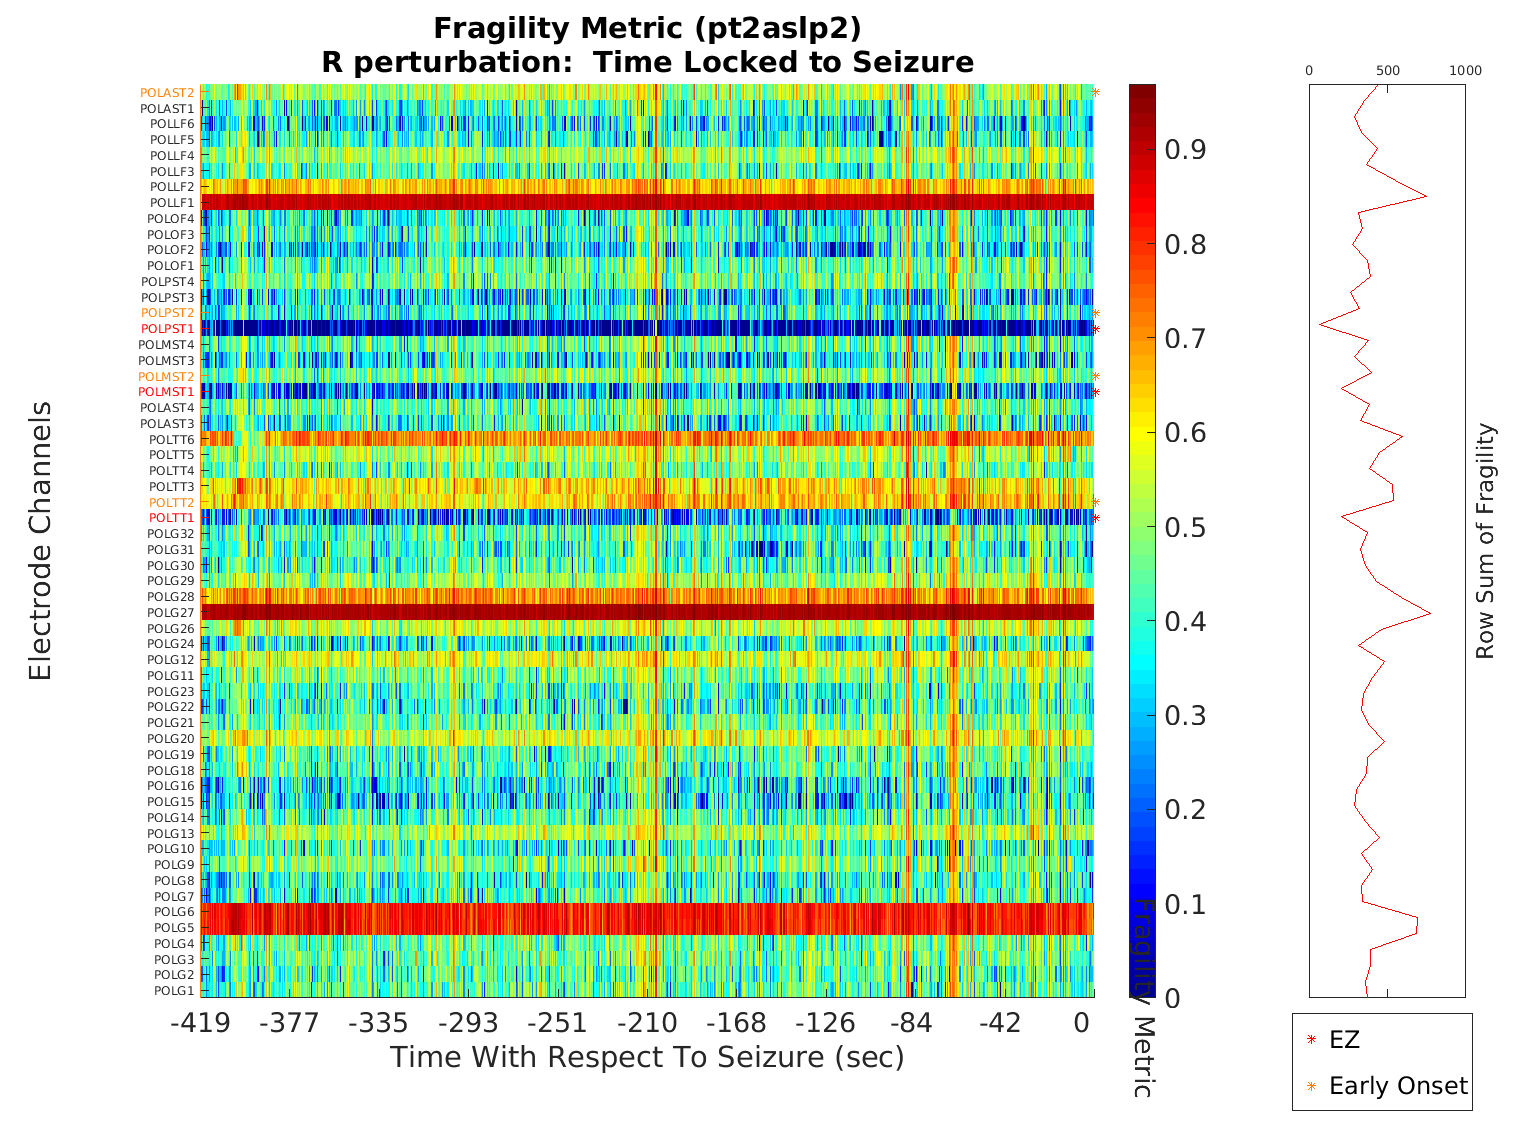 Fragility Metric (pt2aslp2)
R perturbation:  Time Locked to Seizure
0 500 1000
Electrode Channels
POLAST2
POLAST1
POLLF6
POLLF5
POLLF4
POLLF3
POLLF2
POLLF1
POLOF4
POLOF3
POLOF2
POLOF1
POLPST4
POLPST3
POLPST2
POLPST1
POLMST4
POLMST3
POLMST2
POLMST1
POLAST4
POLAST3
POLTT6
POLTT5
POLTT4
POLTT3
POLTT2
POLTT1
POLG32
POLG31
POLG30
POLG29
POLG28
POLG27
POLG26
POLG24
POLG12
POLG11
POLG23
POLG22
POLG21
POLG20
POLG19
POLG18
POLG16
POLG15
POLG14
POLG13
POLG10
POLG9
POLG8
POLG7
POLG6
POLG5
POLG4
POLG3
POLG2
POLG1
-419 -377 -335 -293 -251 -210 -168 -126 -84 -42 0
Time With Respect To Seizure (sec)
0.9
0.8
0.7
0.6
0.5
0.4
0.3
0.2
0.1
0
Fragility Metric
Row Sum of Fragility
EZ
Early Onset